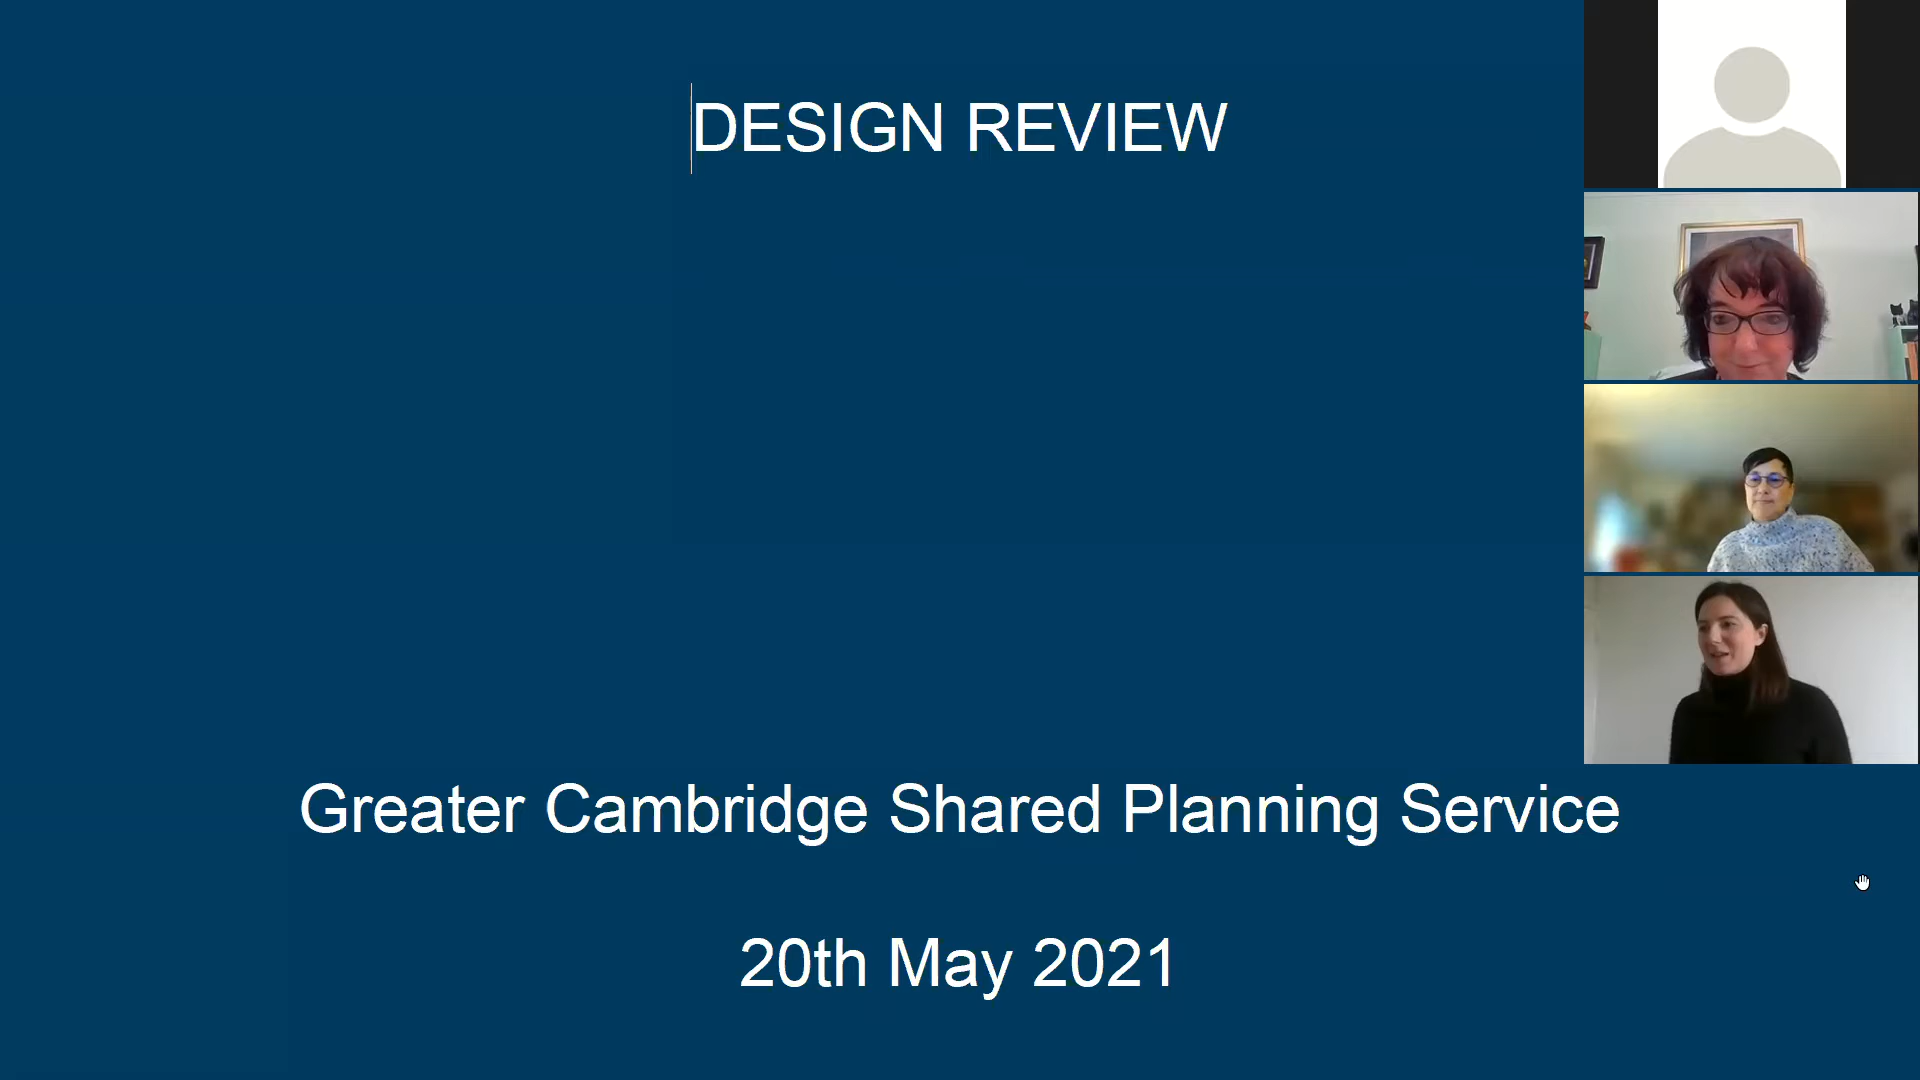 DESIGN REVIEW
Greater Cambridge Shared Planning Service
20th May 2021